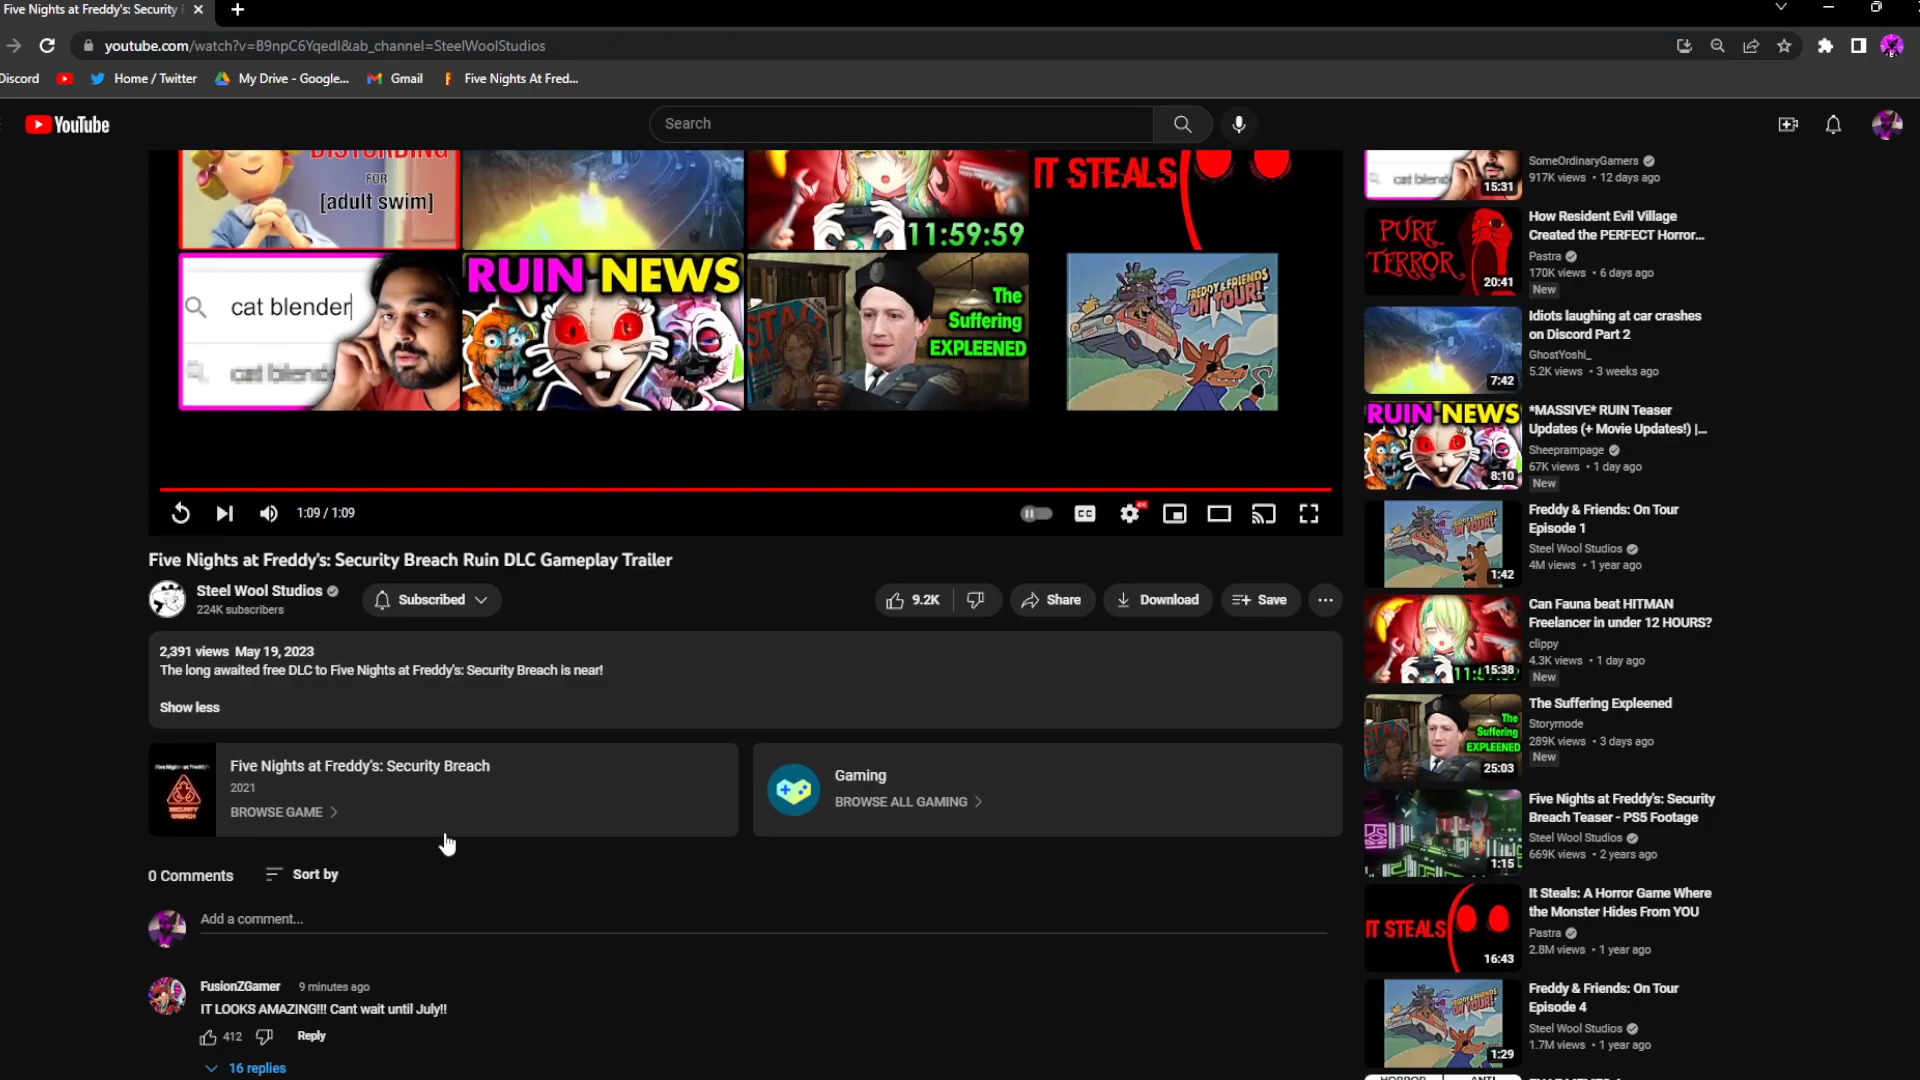 Five Nights at Freddy's: Security
youtube.com/watch?v=B9npC6YqedI&ab_channel=SteelWoolStudios
Discord
Home / Twitter
My Drive - Google...
Gmail
Five Nights At Fred...
YouTube
Search
DISTURBING
FOR
[adult swim]
11:59:59
IT STEALS
cat blender
cat blend
RUIN NEWS
The
Suffering
EXPLEENED
FREDDY & FRIENDS
ON TOUR!
1:09 / 1:09
CC
Five Nights at Freddy's: Security Breach Ruin DLC Gameplay Trailer
Steel Wool Studios
224K subscribers
Subscribed
9.2K
Share
Download
Save
2,391 views May 19, 2023
The long awaited free DLC to Five Nights at Freddy's: Security Breach is near!
Show less
Five Nights at Freddy's: Security Breach
2021
BROWSE GAME
Gaming
BROWSE ALL GAMING
0 Comments
Sort by
Add a comment...
FusionZGamer 9 minutes ago
IT LOOKS AMAZING!!! Cant wait until July!!
412
Reply
16 replies
cat blend
15:31
SomeOrdinaryGamers
917K views • 12 days ago
PURE
TERROR
20:41
How Resident Evil Village
Created the PERFECT Horror...
Pastra
170K views • 6 days ago
New
7:42
Idiots laughing at car crashes
on Discord Part 2
GhostYoshi_
5.2K views • 3 weeks ago
RUIN NEWS
8:10
*MASSIVE* RUIN Teaser
Updates (+ Movie Updates!) |...
Sheeprampage
67K views • 1 day ago
New
1:42
Freddy & Friends: On Tour
Episode 1
Steel Wool Studios
4M views • 1 year ago
15:38
Can Fauna beat HITMAN
Freelancer in under 12 HOURS?
clippy
4.3K views • 1 day ago
New
The
Suffering
EXPLEENED
25:03
The Suffering Expleened
Storymode
289K views • 3 days ago
New
1:15
Five Nights at Freddy's: Security
Breach Teaser - PS5 Footage
Steel Wool Studios
669K views • 2 years ago
IT STEALS
16:43
It Steals: A Horror Game Where
the Monster Hides From YOU
Pastra
2.8M views • 1 year ago
1:29
Freddy & Friends: On Tour
Episode 4
Steel Wool Studios
1.7M views • 1 year ago